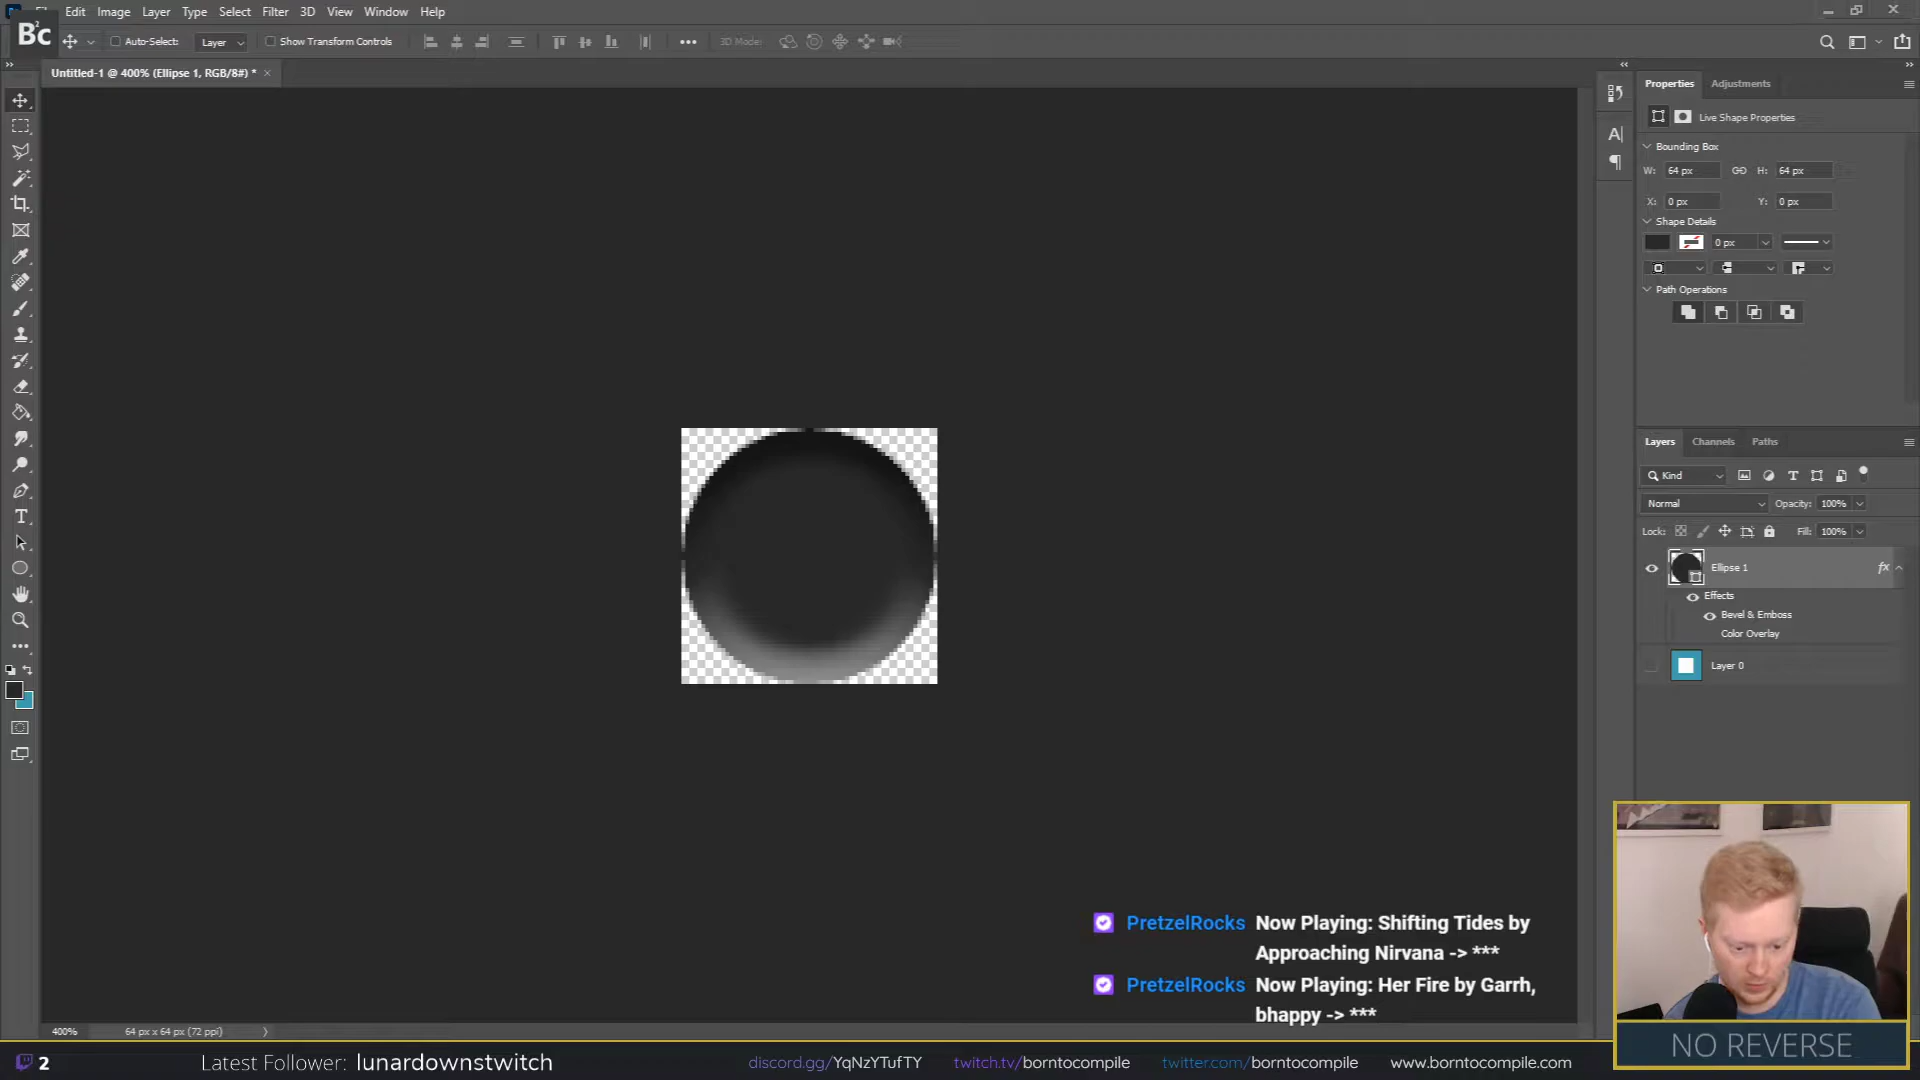 Edit Image Layer Type Select Filter 3D View Window Help
Bc2
Auto-Select: Layer Show Transform Controls 3D Mode:
Untitled-1 @ 400% (Ellipse 1, RGB/8#) *
Properties Adjustments
Live Shape Properties
Bounding Box
W: 64 px H: 64 px
X: 0 px Y: 0 px
Shape Details
0 px
Path Operations
Layers Channels Paths
Kind
Normal Opacity: 100%
Lock: Fill: 100%
Ellipse 1 fx
Effects
Bevel & Emboss
Color Overlay
Layer 0
PretzelRocks Now Playing: Shifting Tides by
Approaching Nirvana -> ***
PretzelRocks Now Playing: Her Fire by Garrh,
bhappy -> ***
400% 64 px x 64 px (72 ppi)
2 Latest Follower: lunardownstwitch discord.gg/YqNzYTufTY twitch.tv/borntocompile twitter.com/borntocompile www.borntocompile.com
NO REVERSE